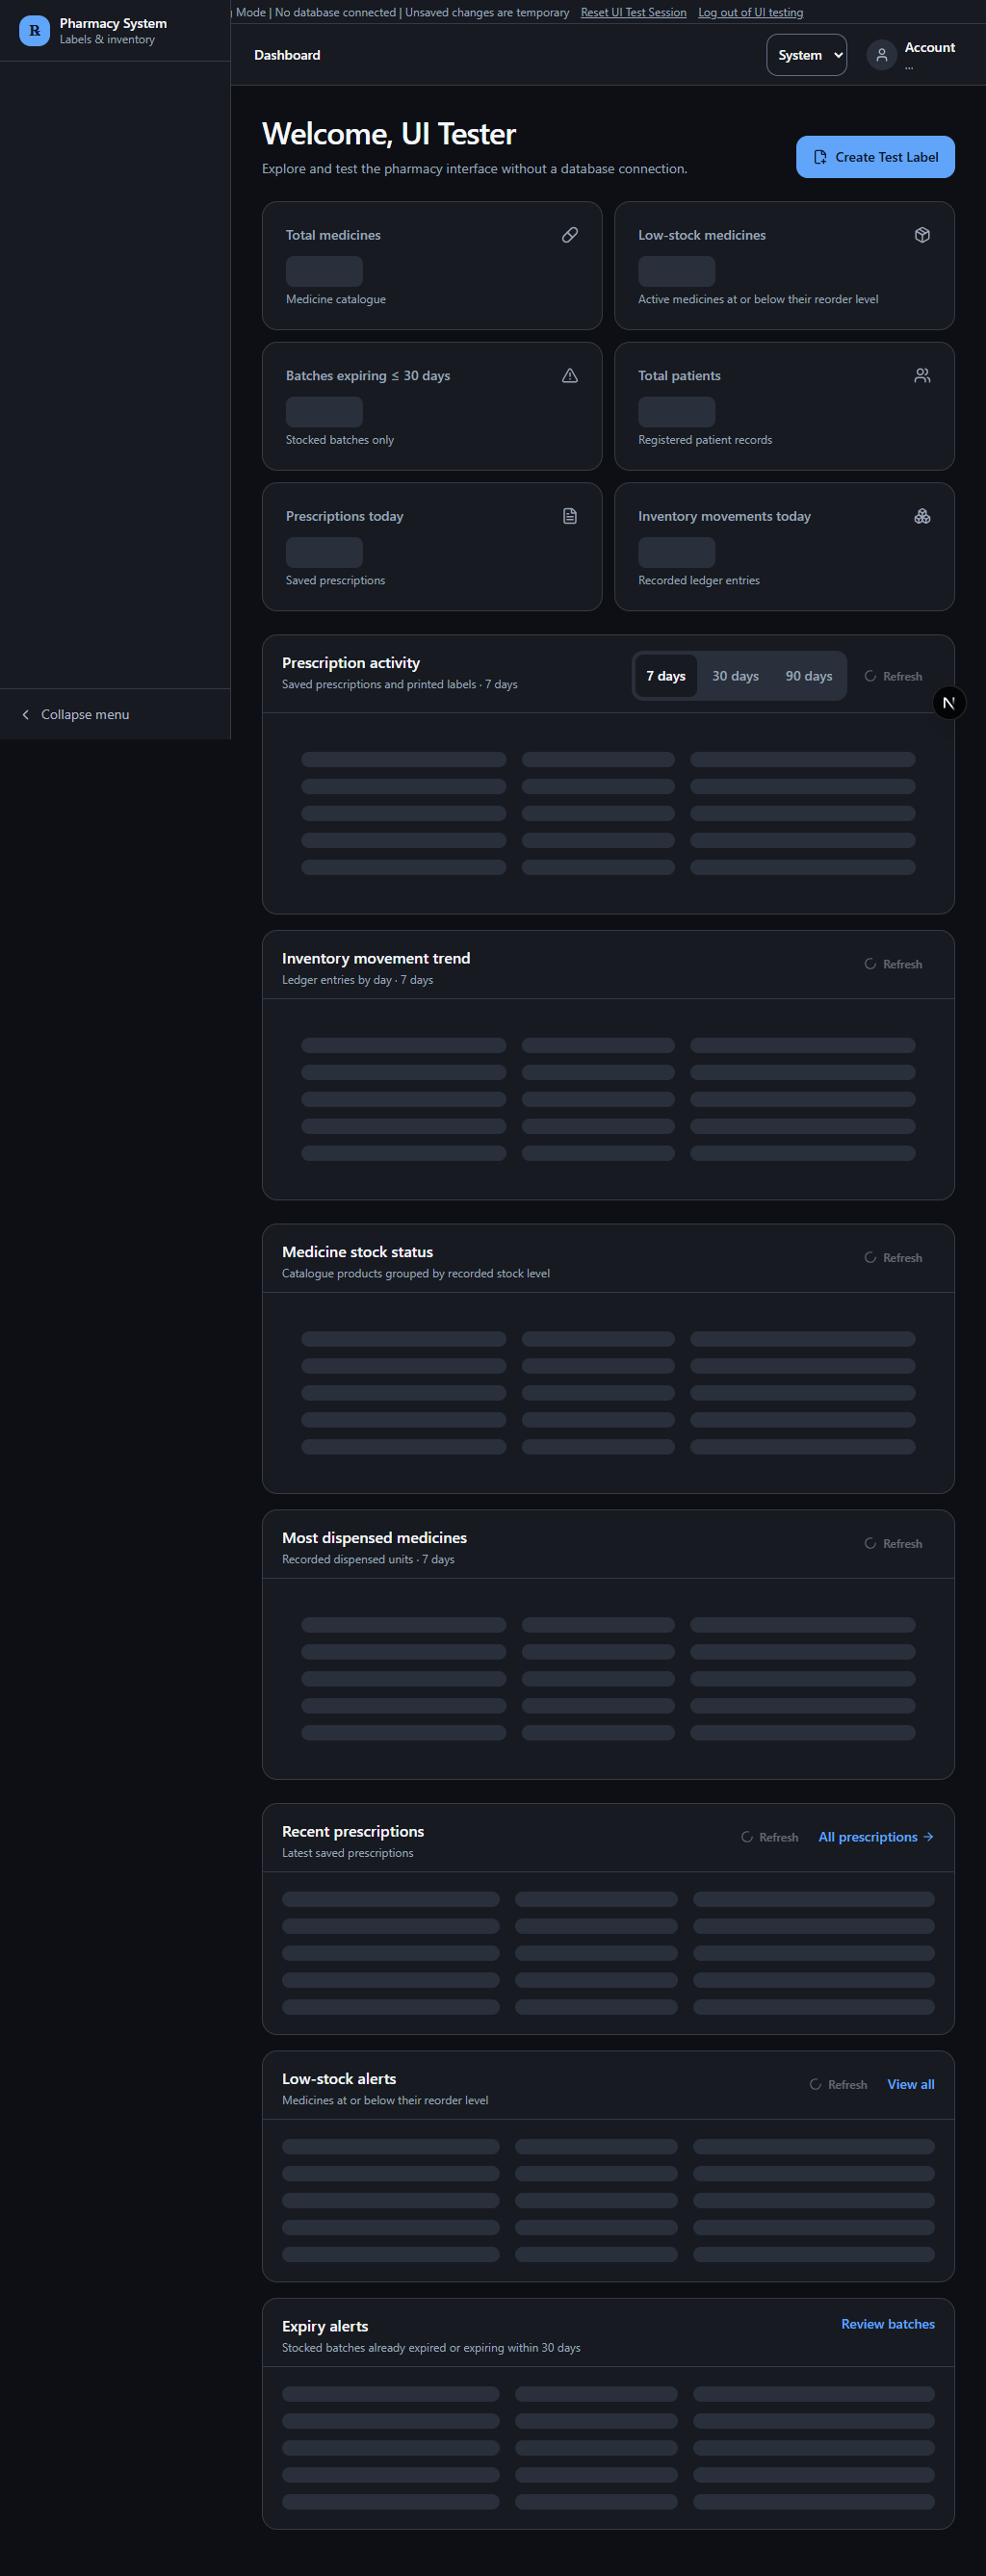 ℞
Pharmacy System
Labels & inventory
Mode | No database connected | Unsaved changes are temporary Reset UI Test Session Log out of UI testing
Dashboard
System
Account
...
Welcome, UI Tester
Explore and test the pharmacy interface without a database connection.
Create Test Label
Total medicines
Medicine catalogue
Low-stock medicines
Active medicines at or below their reorder level
Batches expiring ≤ 30 days
Stocked batches only
Total patients
Registered patient records
Prescriptions today
Saved prescriptions
Inventory movements today
Recorded ledger entries
Prescription activity
Saved prescriptions and printed labels · 7 days
7 days 30 days 90 days
Refresh
Collapse menu
N
Inventory movement trend
Ledger entries by day · 7 days
Refresh
Medicine stock status
Catalogue products grouped by recorded stock level
Refresh
Most dispensed medicines
Recorded dispensed units · 7 days
Refresh
Recent prescriptions
Latest saved prescriptions
Refresh
All prescriptions →
Low-stock alerts
Medicines at or below their reorder level
Refresh
View all
Expiry alerts
Stocked batches already expired or expiring within 30 days
Review batches